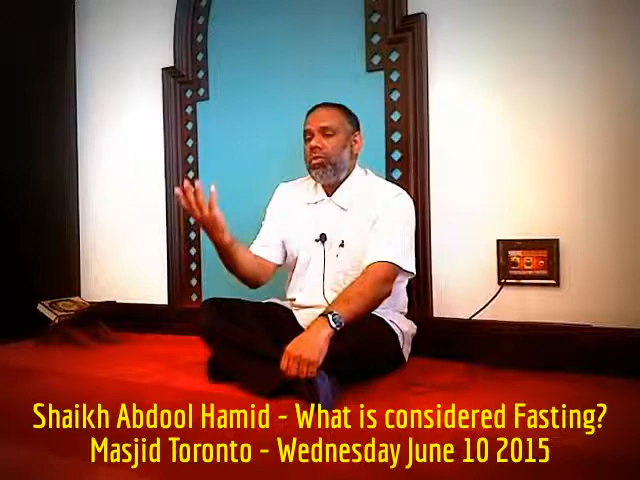 Shaikh Abdool Hamid - What is considered Fasting?
Masjid Toronto - Wednesday June 10 2015